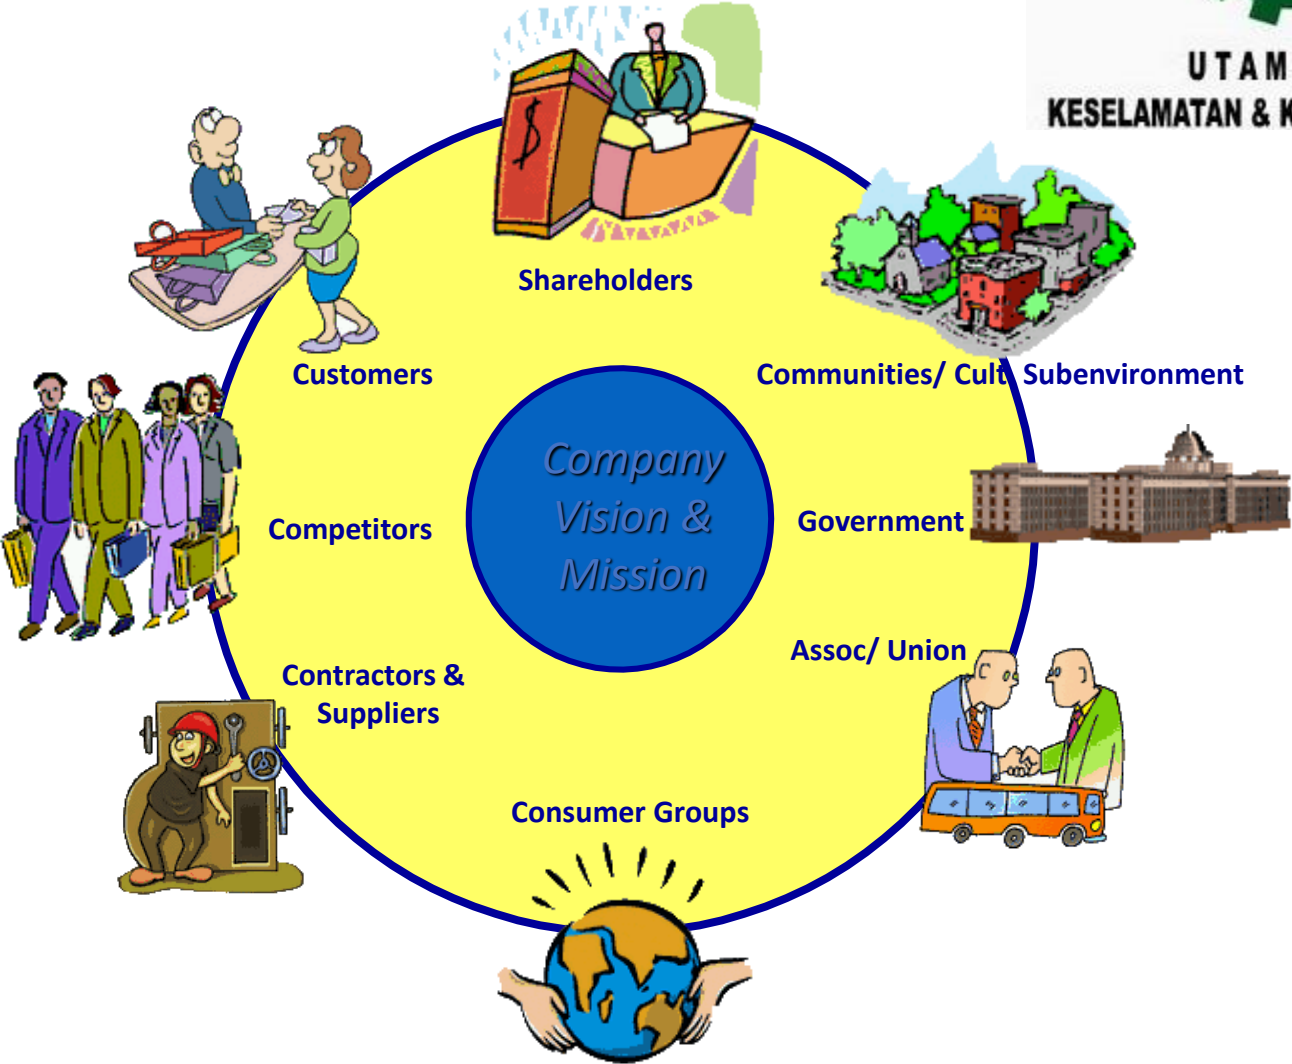 UTAM
KESELAMATAN & K
Shareholders
Customers
Communities/ Cult Subenvironment
Company
Vision &
Mission
Competitors
Government
Assoc/ Union
Contractors &
Suppliers
Consumer Groups
$